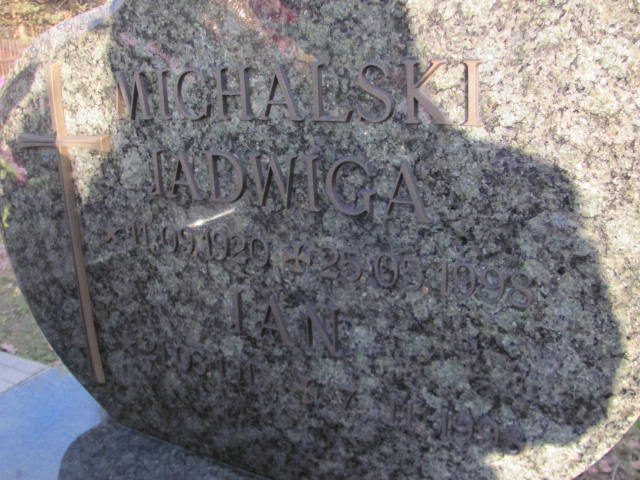 MICHALSKI
JADWIGA
* 11.09.1920 ✝ 25.05.1998
JAN